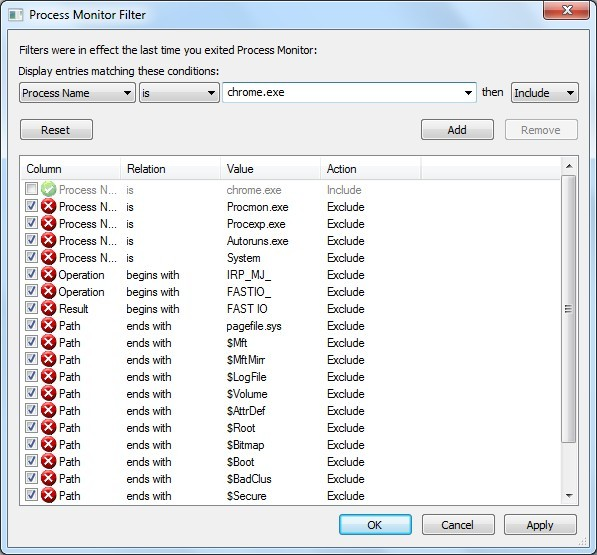 Process Monitor Filter
Filters were in effect the last time you exited Process Monitor:
Display entries matching these conditions:
Process Name is chrome.exe then Include
Reset Add Remove
Column Relation Value Action
Process N... is chrome.exe Include
Process N... is Procmon.exe Exclude
Process N... is Procexp.exe Exclude
Process N... is Autoruns.exe Exclude
Process N... is System Exclude
Operation begins with IRP_MJ_ Exclude
Operation begins with FASTIO_ Exclude
Result begins with FAST IO Exclude
Path ends with pagefile.sys Exclude
Path ends with $Mft Exclude
Path ends with $MftMirr Exclude
Path ends with $LogFile Exclude
Path ends with $Volume Exclude
Path ends with $AttrDef Exclude
Path ends with $Root Exclude
Path ends with $Bitmap Exclude
Path ends with $Boot Exclude
Path ends with $BadClus Exclude
Path ends with $Secure Exclude
OK Cancel Apply